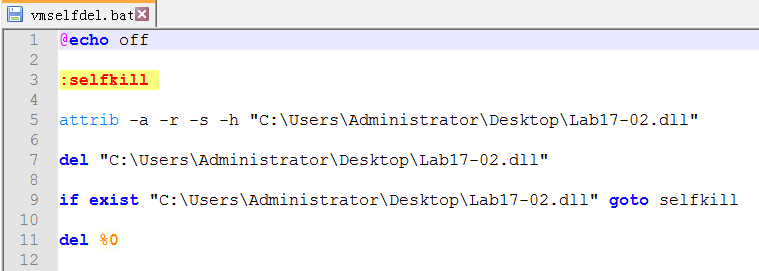 vmselfdel.bat
1 @echo off
2
3 :selfkill
4
5 attrib -a -r -s -h "C:\Users\Administrator\Desktop\Lab17-02.dll"
6
7 del "C:\Users\Administrator\Desktop\Lab17-02.dll"
8
9 if exist "C:\Users\Administrator\Desktop\Lab17-02.dll" goto selfkill
10
11 del %0
12